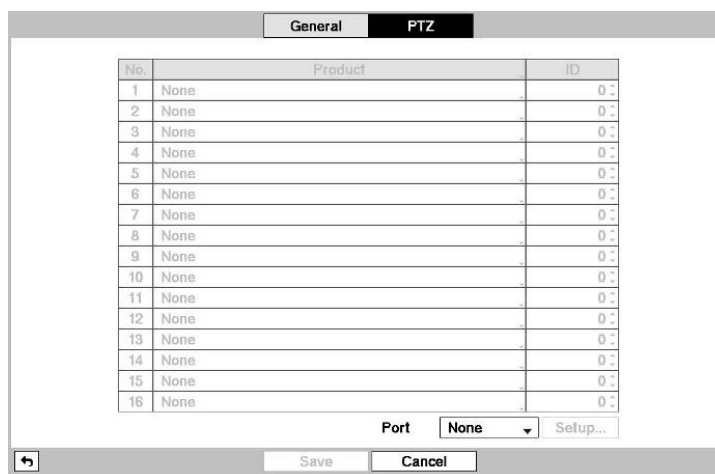 General PTZ
No. Product ID
1 None 0
2 None 0
3 None 0
4 None 0
5 None 0
6 None 0
7 None 0
8 None 0
9 None 0
10 None 0
11 None 0
12 None 0
13 None 0
14 None 0
15 None 0
16 None 0
Port None Setup...
Save Cancel